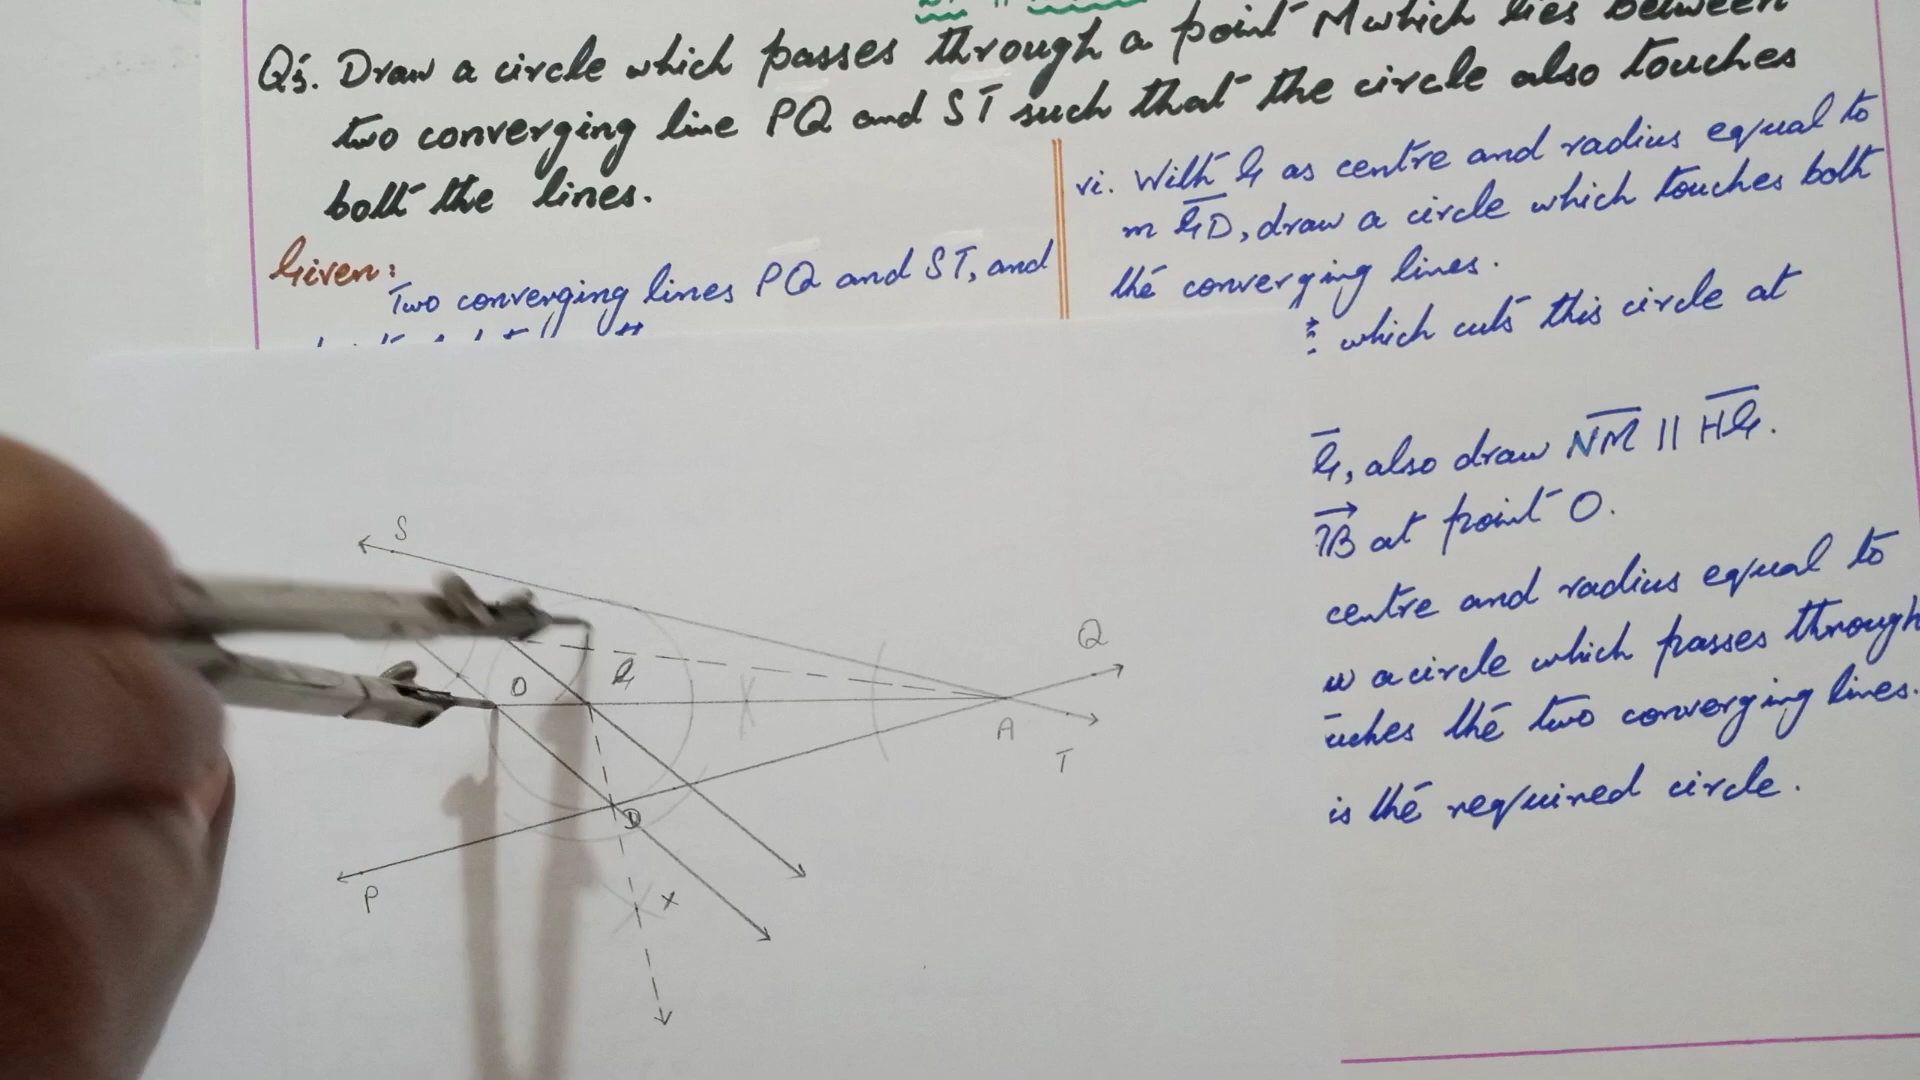 Q3. Draw a circle which passes through a point M which lies between
two converging line PQ and ST such that the circle also touches
both the lines.
Given:
Two converging lines PQ and ST, and
vi. With G as centre and radius equal to
m GD, draw a circle which touches both
the converging lines.
which cuts this circle at
G, also draw NM || HG.
B at point O.
centre and radius equal to
a circle which passes through
the two converging lines.
is the required circle.
S
Q
O
G
A
T
D
P
X